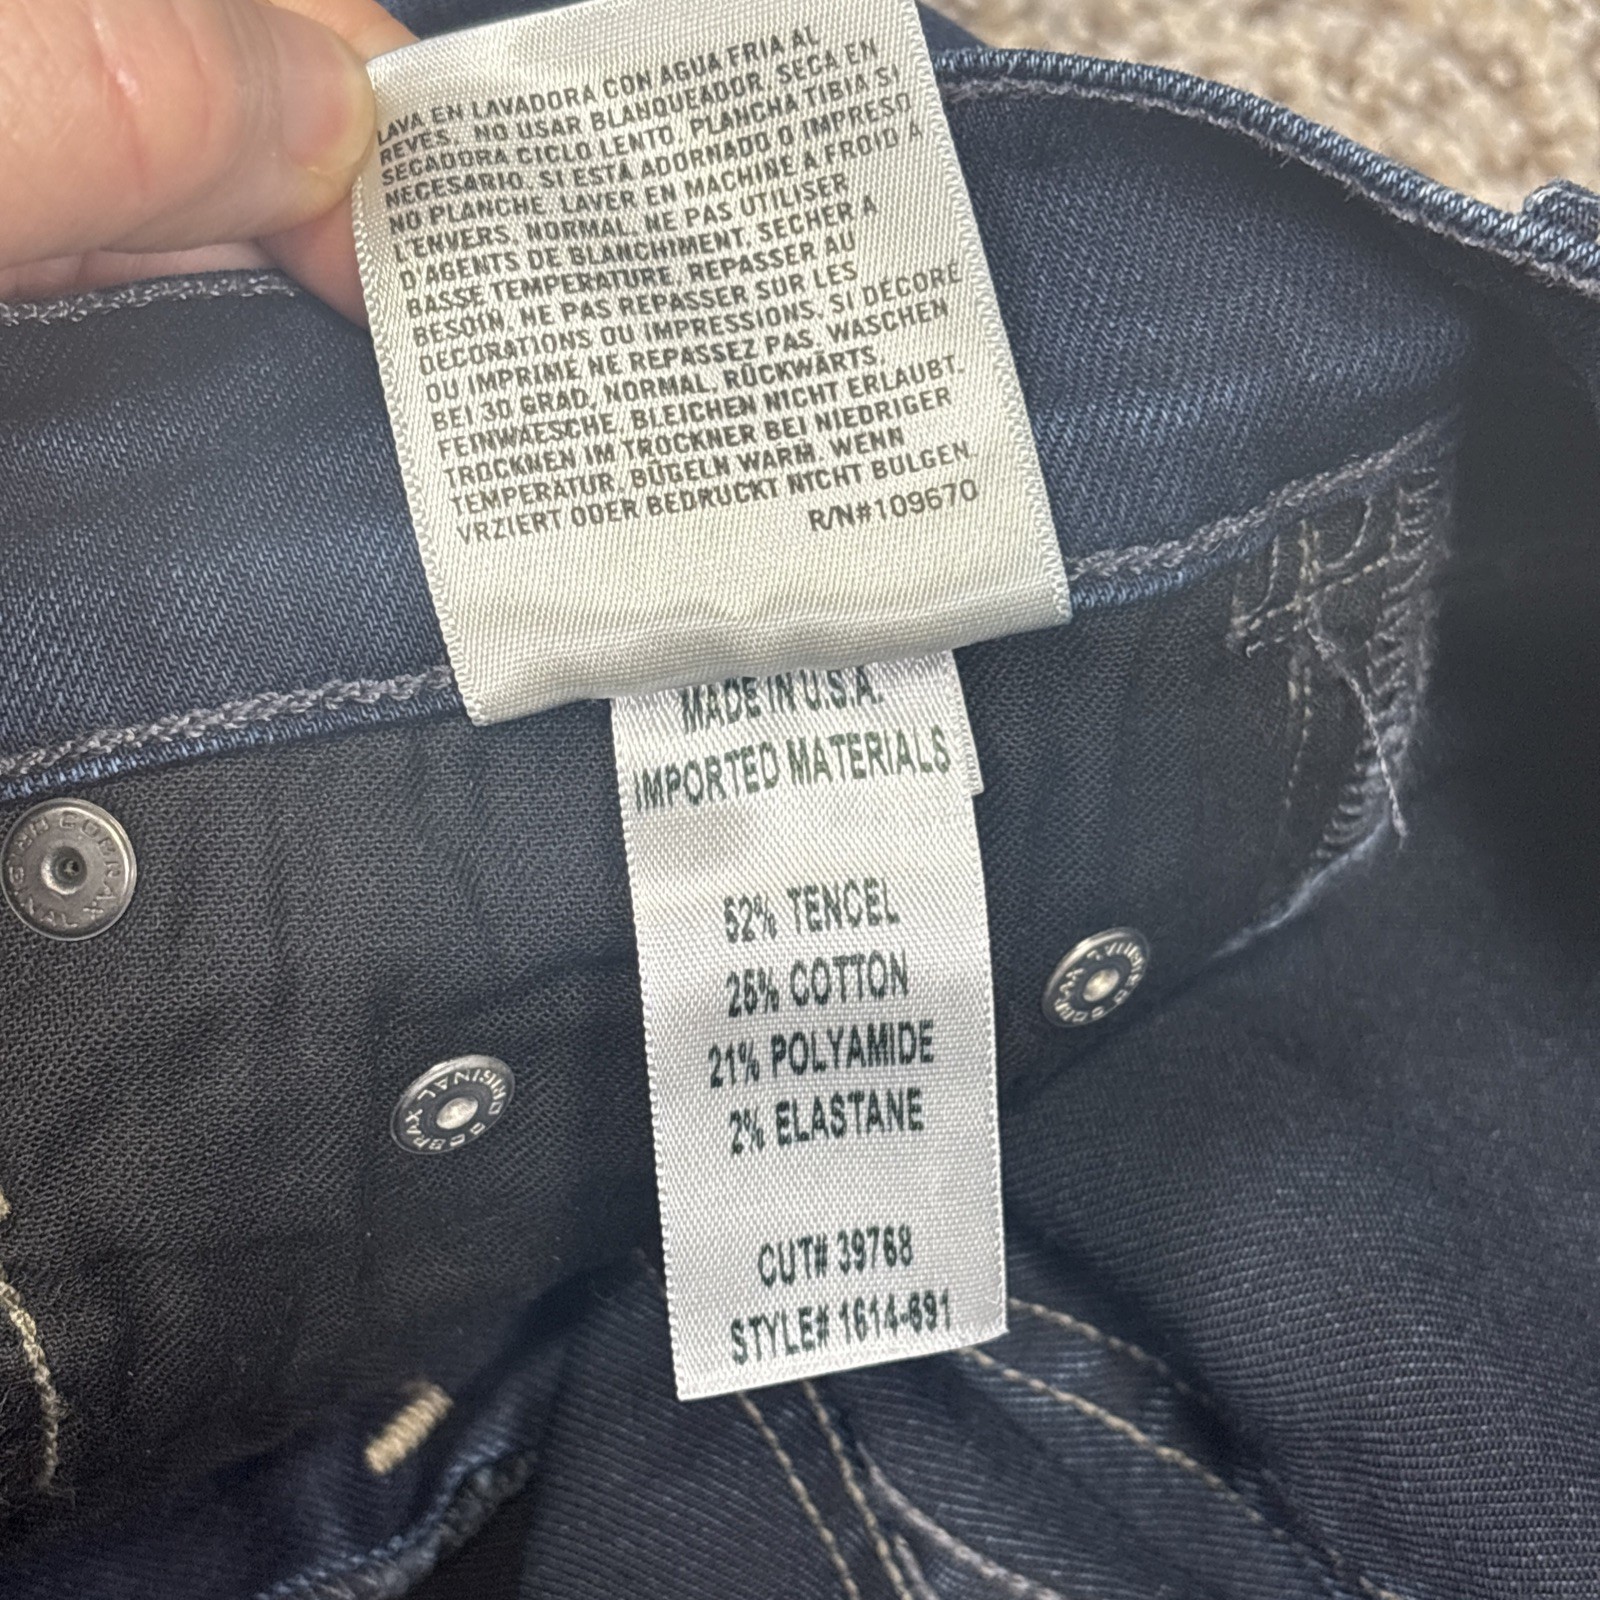 LAVA EN LAVADORA CON AGUA FRIA AL
REVES. NO USAR BLANQUEADOR. SECA EN
SECADORA CICLO LENTO. PLANCHA TIBIA SI
NECESARIO. SI ESTÁ ADORNADO O IMPRESO
NO PLANCHE. LAVER EN MACHINE A FROID A
L'ENVERS. NORMAL. NE PAS UTILISER
D'AGENTS DE BLANCHIMENT. SECHER A
BASSE TEMPERATURE, REPASSER AU
BESOIN. NE PAS REPASSER SUR LES
DECORATIONS OU IMPRESSIONS. SI DÉCORÉ
OU IMPRIME NE REPASSEZ PAS. WASCHEN
BEI 30 GRAD, NORMAL. RÜCKWÄRTS.
FEINWAESCHE. BLEICHEN NICHT ERLAUBT.
TROCKNEN IM TROCKNER BEI NIEDRIGER
TEMPERATUR. BÜGELN WARM. WENN
VRZIERT ODER BEDRUCKT NICHT BULGEN
R/N#109670
MADE IN U.S.A.
IMPORTED MATERIALS
52% TENCEL
25% COTTON
21% POLYAMIDE
2% ELASTANE
CUT# 39768
STYLE# 1614-691
ORIGINAL